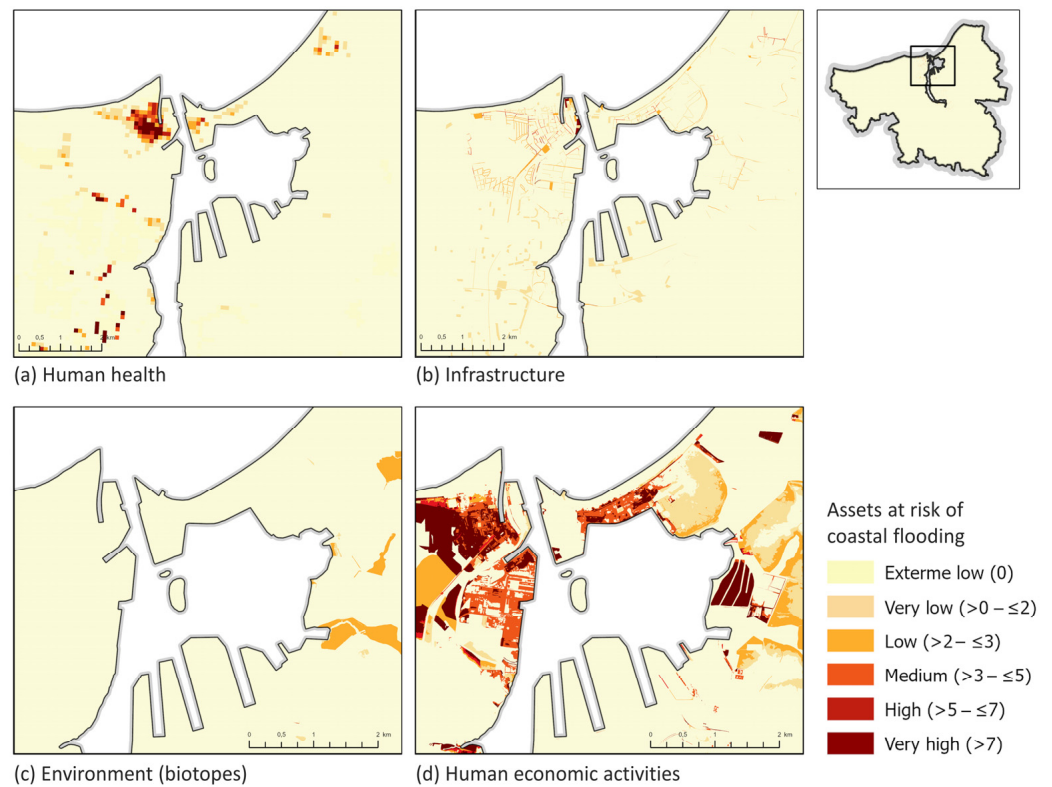 0 0,5 1 2 km
(a) Human health
0 0,5 1 2 km
(b) Infrastructure
0 0,5 1 2 km
(c) Environment (biotopes)
0 0,5 1 2 km
(d) Human economic activities
Assets at risk of
coastal flooding
Exterme low (0)
Very low (>0 – ≤2)
Low (>2– ≤3)
Medium (>3 – ≤5)
High (>5 – ≤7)
Very high (>7)